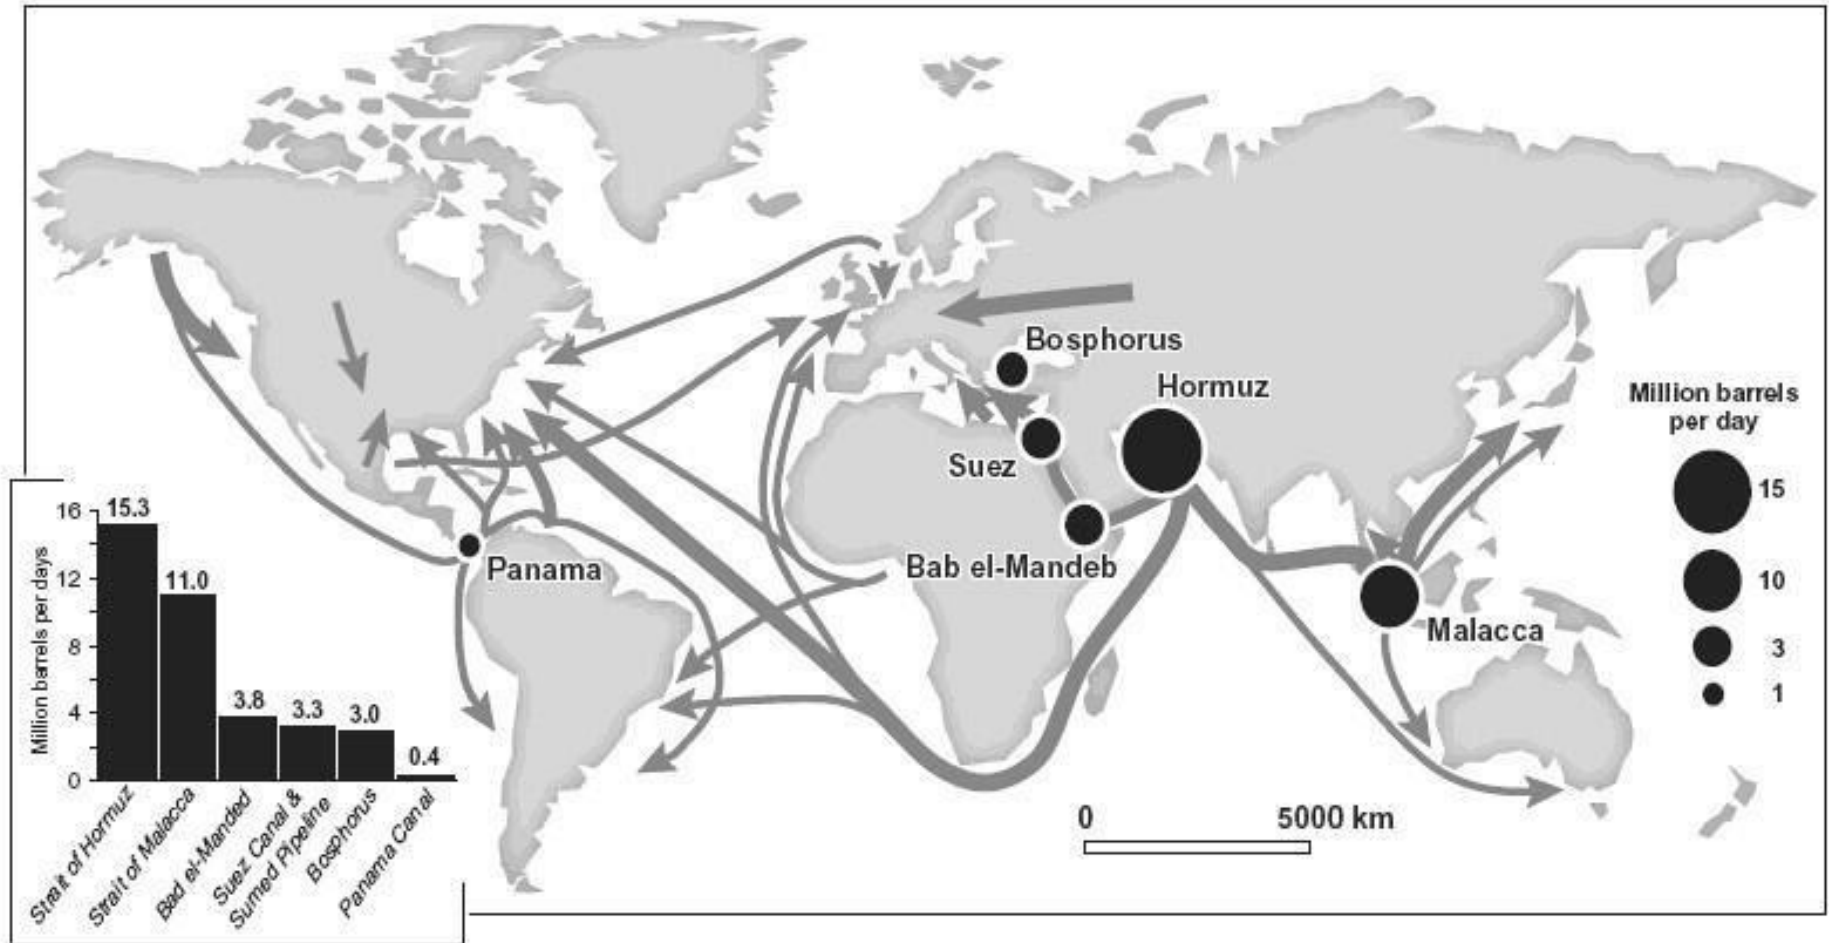 Bosphorus
Hormuz
Suez
Bab el-Mandeb
Panama
Malacca
Million barrels
per day
15
10
3
1
0 5000 km
Million barrels per days
16
12
8
4
0
15.3
11.0
3.8
3.3
3.0
0.4
Strait of Hormuz
Strait of Malacca
Bad el-Manded
Suez Canal &
Sumed Pipeline
Bosphorus
Panama Canal